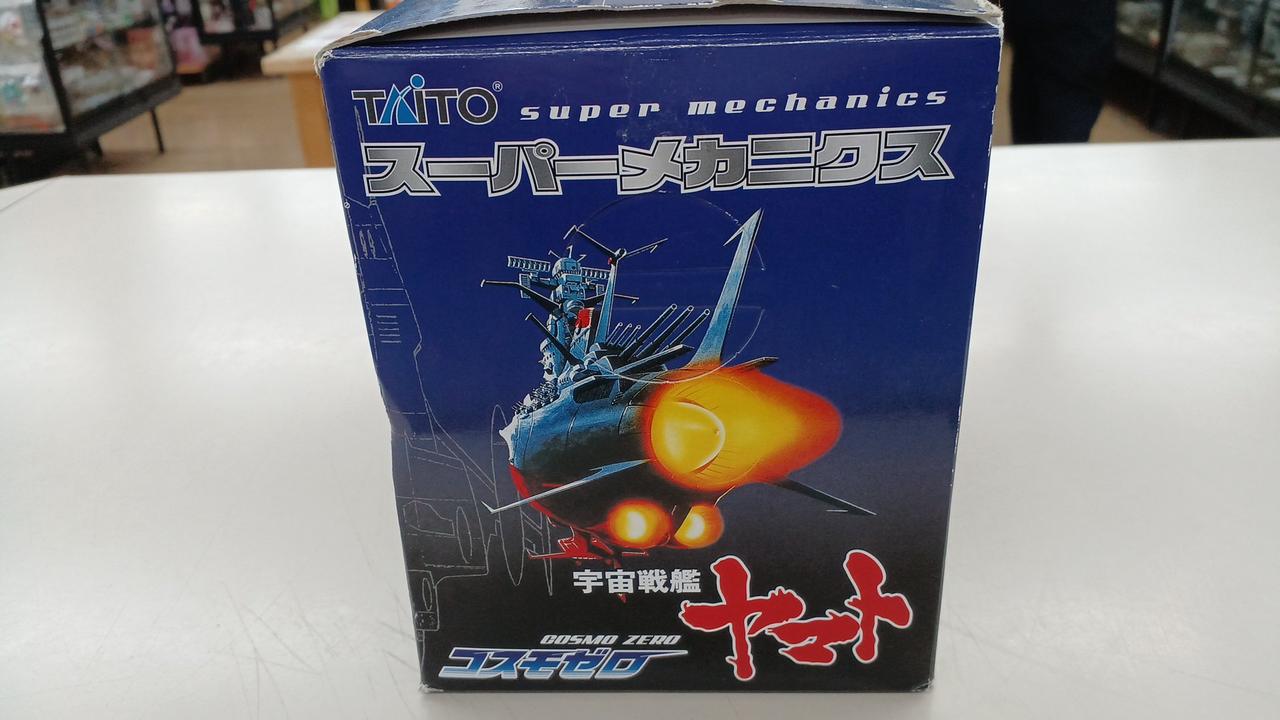 TAITO® super mechanics
スーパーメカニクス
宇宙戦艦
ヤマト
COSMO ZERO
コスモゼロ